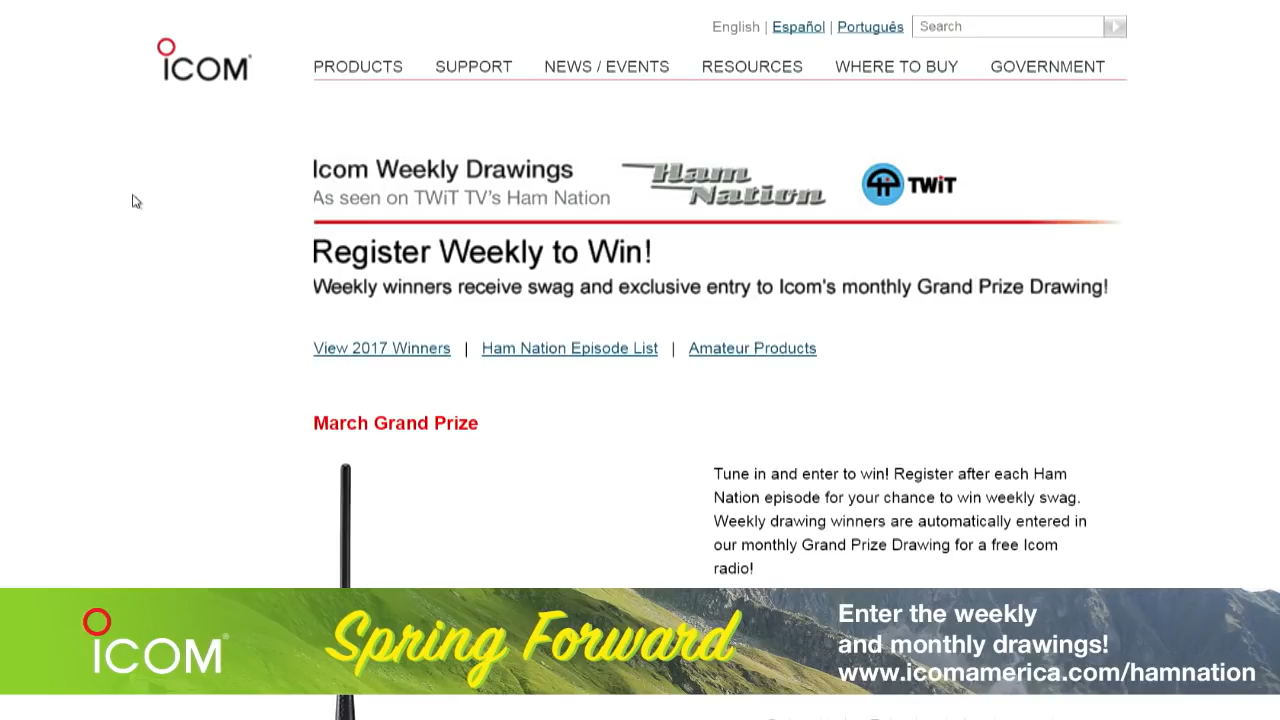 English | Español | Português
Search
ICOM
PRODUCTS SUPPORT NEWS / EVENTS RESOURCES WHERE TO BUY GOVERNMENT
Icom Weekly Drawings
As seen on TWiT TV's Ham Nation
Ham
Nation
TWiT
Register Weekly to Win!
Weekly winners receive swag and exclusive entry to Icom's monthly Grand Prize Drawing!
View 2017 Winners | Ham Nation Episode List | Amateur Products
March Grand Prize
Tune in and enter to win! Register after each Ham
Nation episode for your chance to win weekly swag.
Weekly drawing winners are automatically entered in
our monthly Grand Prize Drawing for a free Icom
radio!
ICOM®
Spring Forward
Enter the weekly
and monthly drawings!
www.icomamerica.com/hamnation